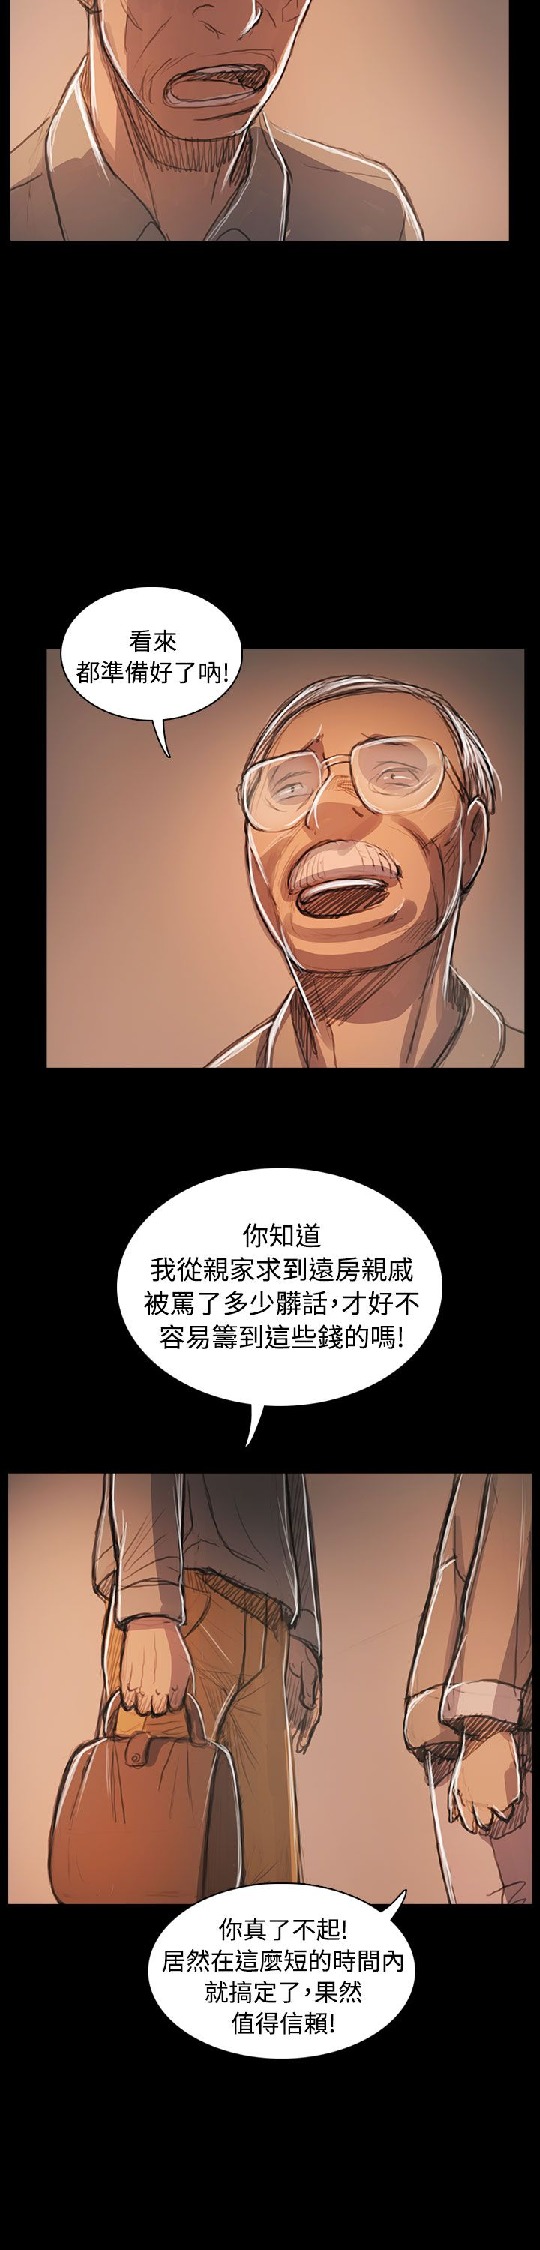 看來
都準備好了吶!
你知道
我從親家求到遠房親戚
被罵了多少髒話,才好不
容易籌到這些錢的嗎!
你真了不起!
居然在這麼短的時間內
就搞定了,果然
值得信賴!